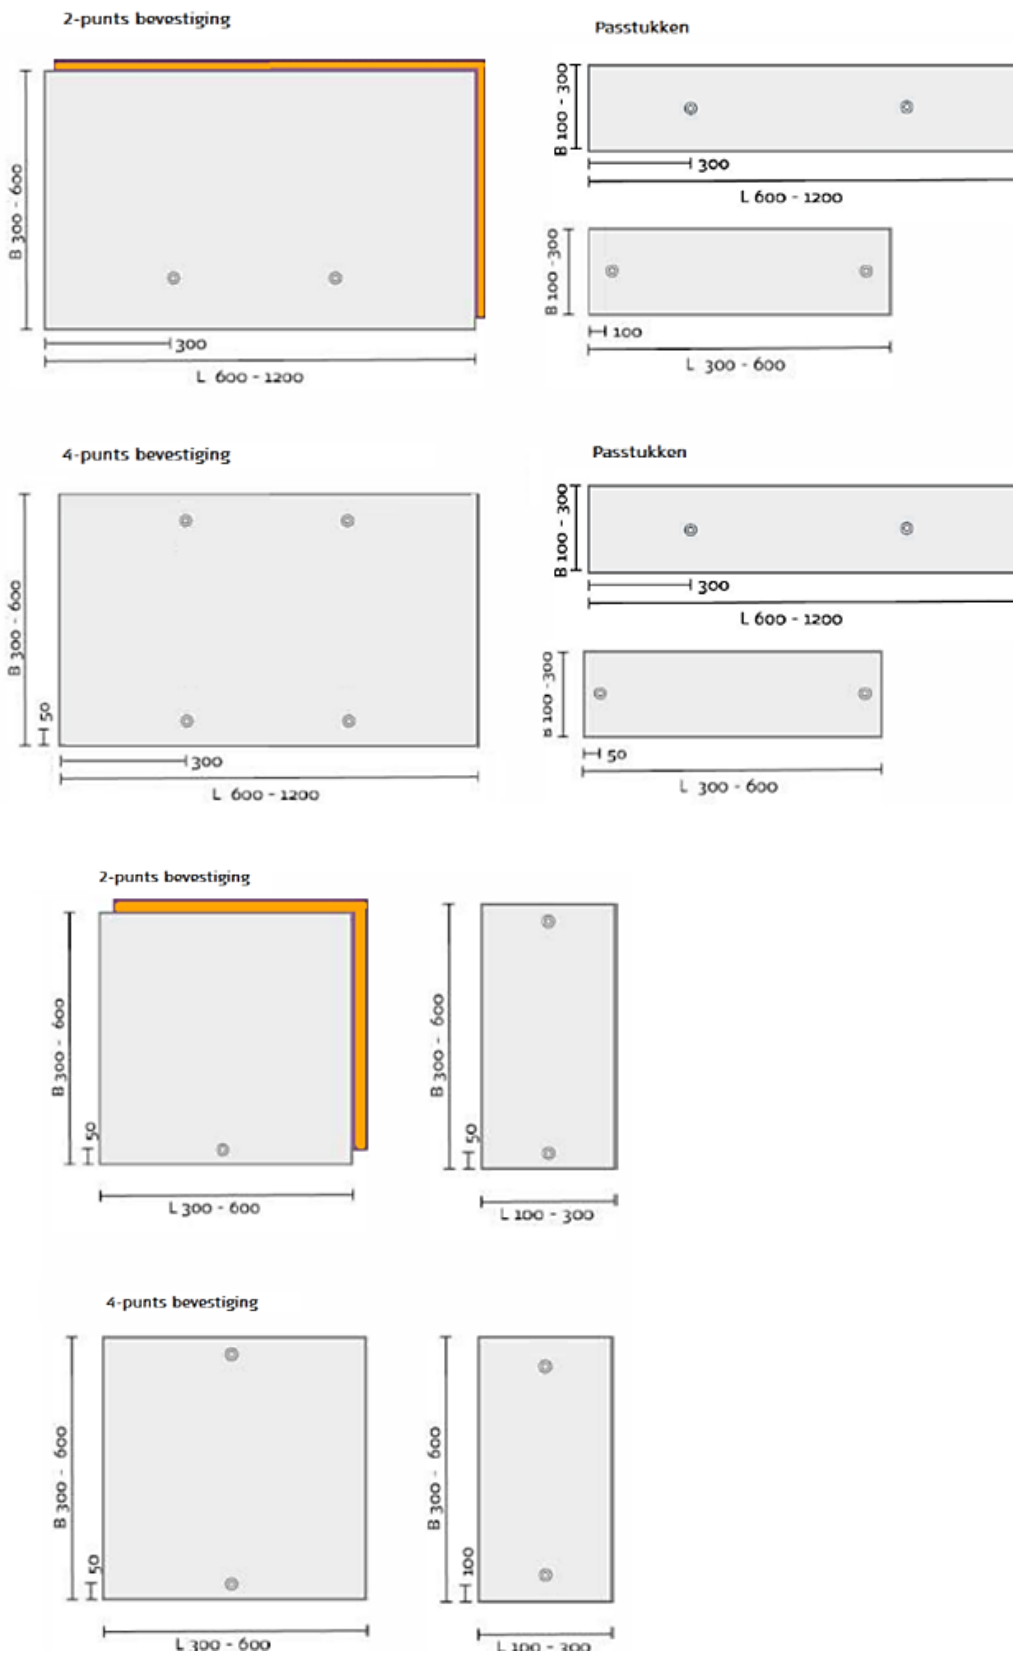 2-punts bevestiging
Passtukken
B 300 - 600
300
L 600 - 1200
B 100 - 300
300
L 600 - 1200
B 100 - 300
100
L 300 - 600
4-punts bevestiging
Passtukken
B 300 - 600
50
300
L 600 - 1200
B 100 - 300
300
L 600 - 1200
B 100 - 300
50
L 300 - 600
2-punts bevestiging
B 300 - 600
50
L 300 - 600
B 300 - 600
50
L 100 - 300
4-punts bevestiging
B 300 - 600
50
L 300 - 600
B 300 - 600
100
L 100 - 300